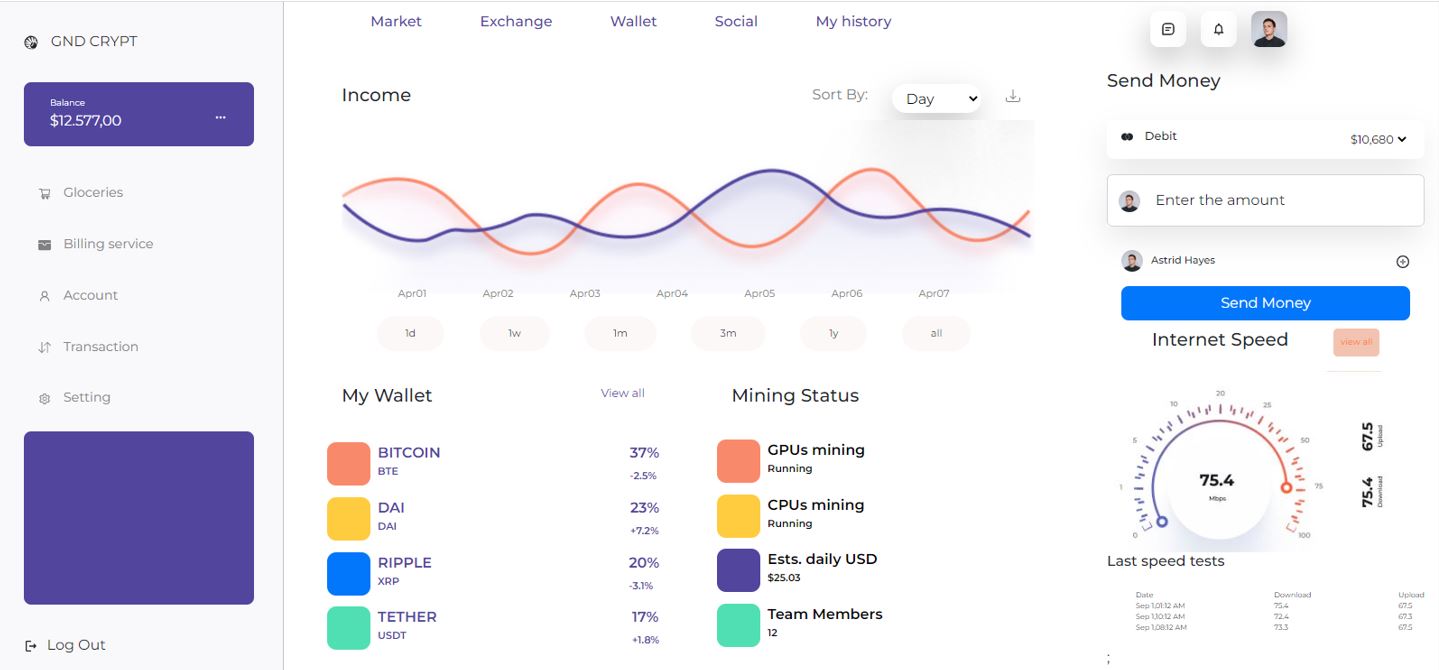 GND CRYPT
Balance
$12.577,00
...
Gloceries
Billing service
Account
Transaction
Setting
Log Out
Market Exchange Wallet Social My history
Income
Sort By: Day
Apr01 Apr02 Apr03 Apr04 Apr05 Apr06 Apr07
1d 1w 1m 3m 1y all
My Wallet View all
BITCOIN 37%
BTE -2.5%
DAI 23%
DAI +7.2%
RIPPLE 20%
XRP -3.1%
TETHER 17%
USDT +1.8%
Mining Status
GPUs mining
Running
CPUs mining
Running
Ests. daily USD
$25.03
Team Members
12
Send Money
Debit $10,680
Enter the amount
Astrid Hayes
Send Money
Internet Speed view all
0 1 5 10 20 25 50 75 100
75.4
Mbps
67.5
Upload
75.4
Download
Last speed tests
Date Download Upload
Sep 1,01:12 AM 75.4 67.5
Sep 1,10:12 AM 72.4 67.3
Sep 1,08:12 AM 73.3 67.5
;